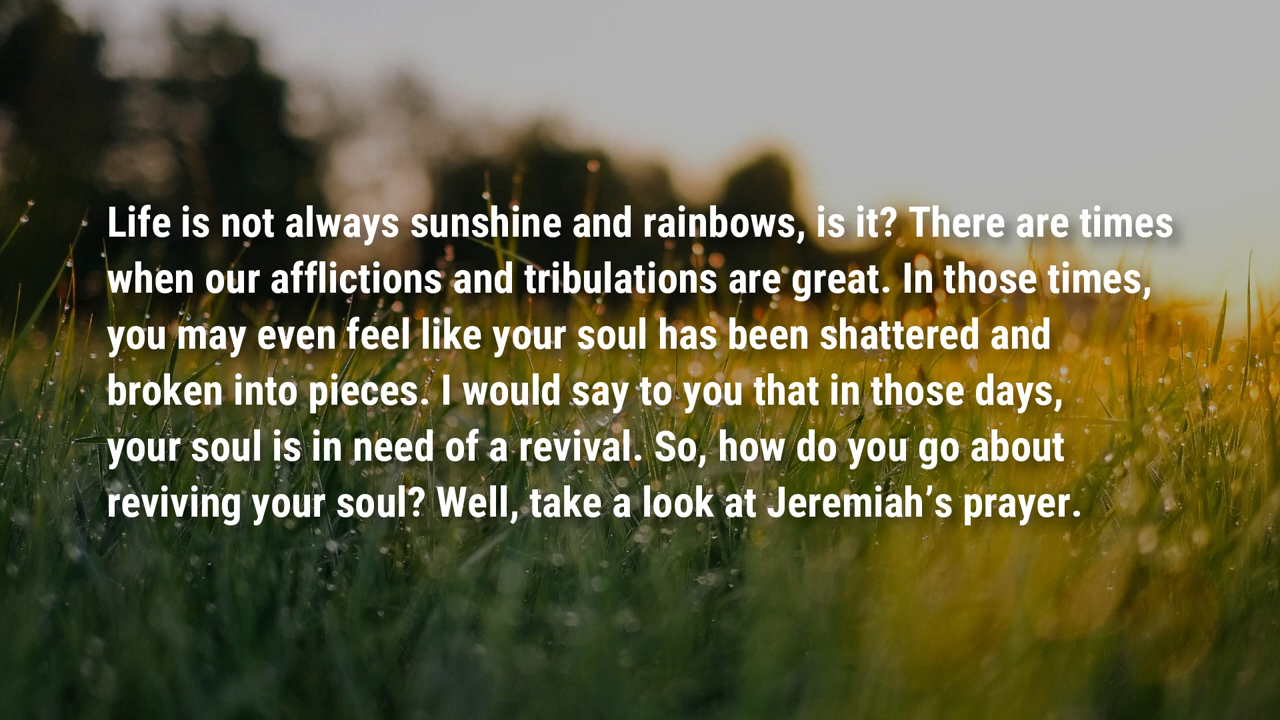 Life is not always sunshine and rainbows, is it? There are times
when our afflictions and tribulations are great. In those times,
you may even feel like your soul has been shattered and
broken into pieces. I would say to you that in those days,
your soul is in need of a revival. So, how do you go about
reviving your soul? Well, take a look at Jeremiah’s prayer.